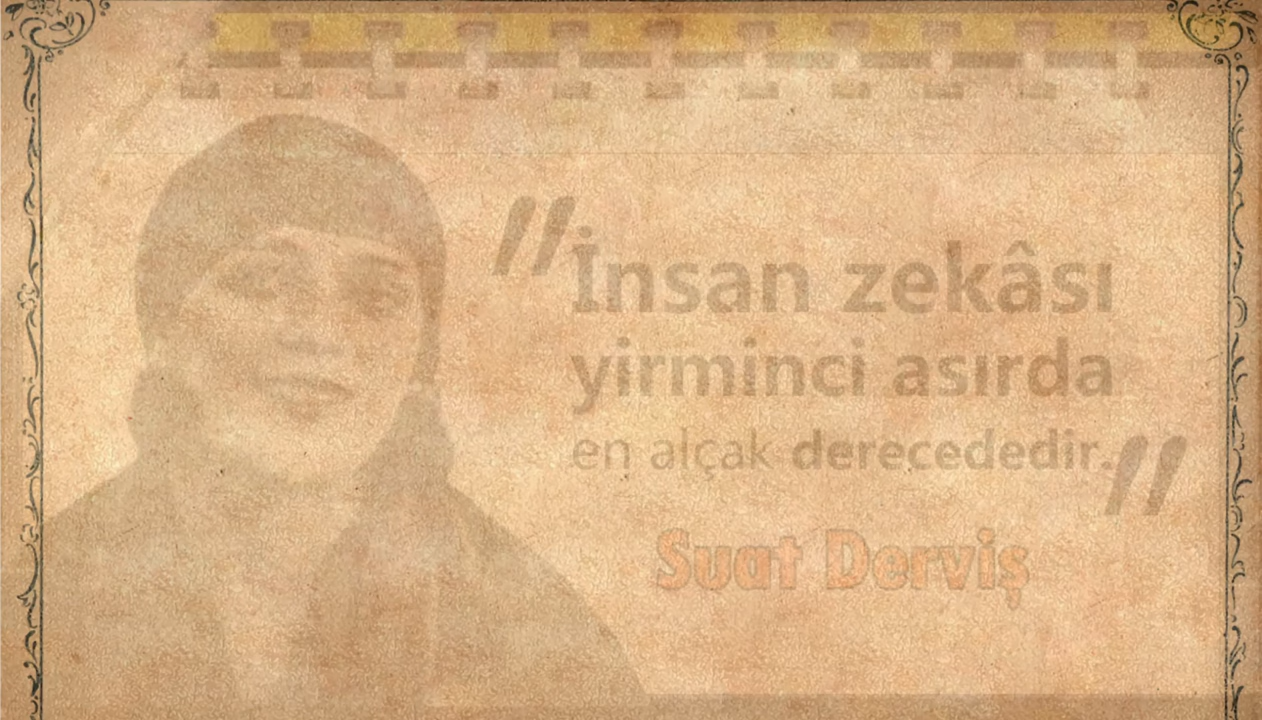 "İnsan zekâsı
yirminci asırda
en alçak derecededir."
Suat Derviş